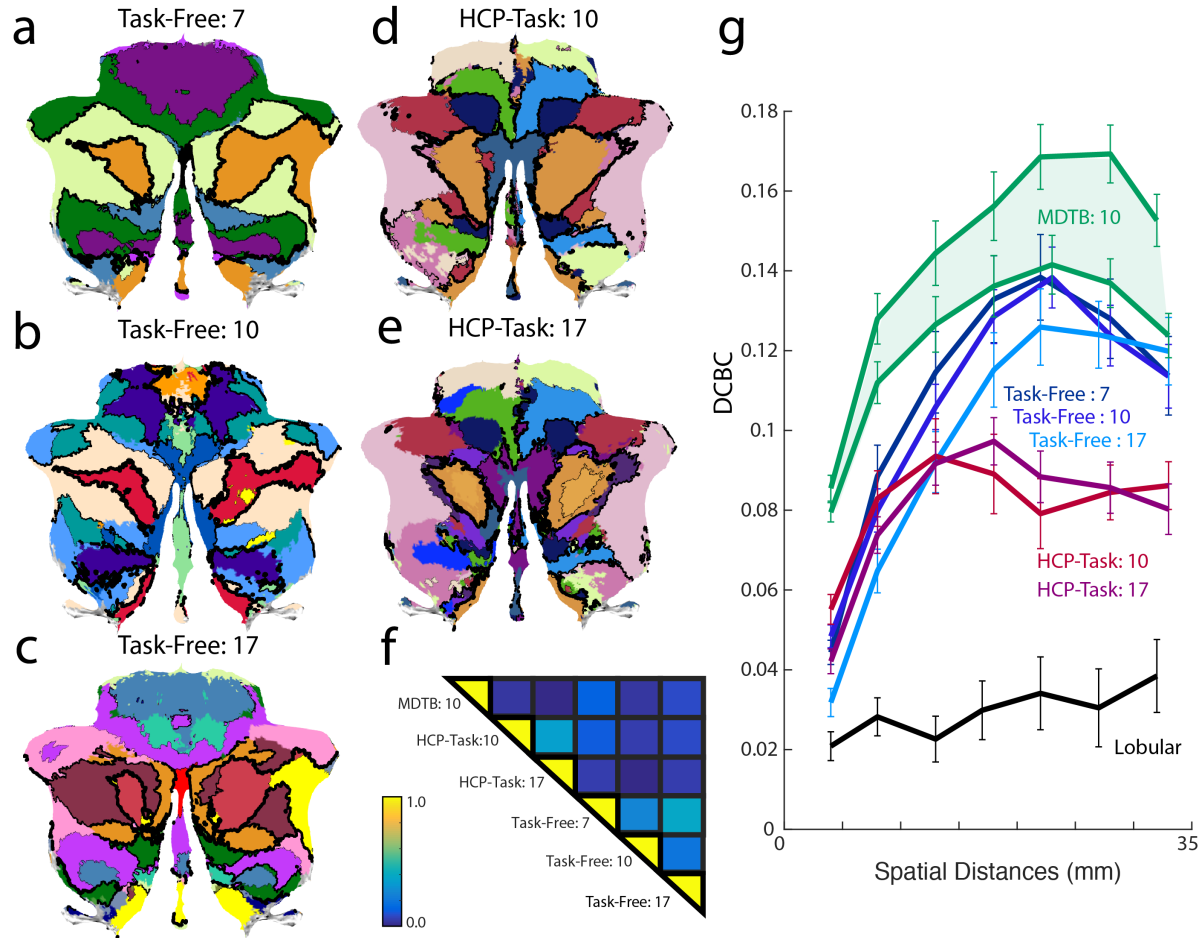 a
Task-Free: 7
b
Task-Free: 10
c
Task-Free: 17
d
HCP-Task: 10
e
HCP-Task: 17
f
MDTB: 10
HCP-Task:10
HCP-Task: 17
Task-Free: 7
Task-Free: 10
Task-Free: 17
1.0
0.0
g
0.18
0.16
0.14
0.12
0.1
0.08
0.06
0.04
0.02
0
DCBC
MDTB: 10
Task-Free : 7
Task-Free : 10
Task-Free : 17
HCP-Task: 10
HCP-Task: 17
Lobular
0
35
Spatial Distances (mm)